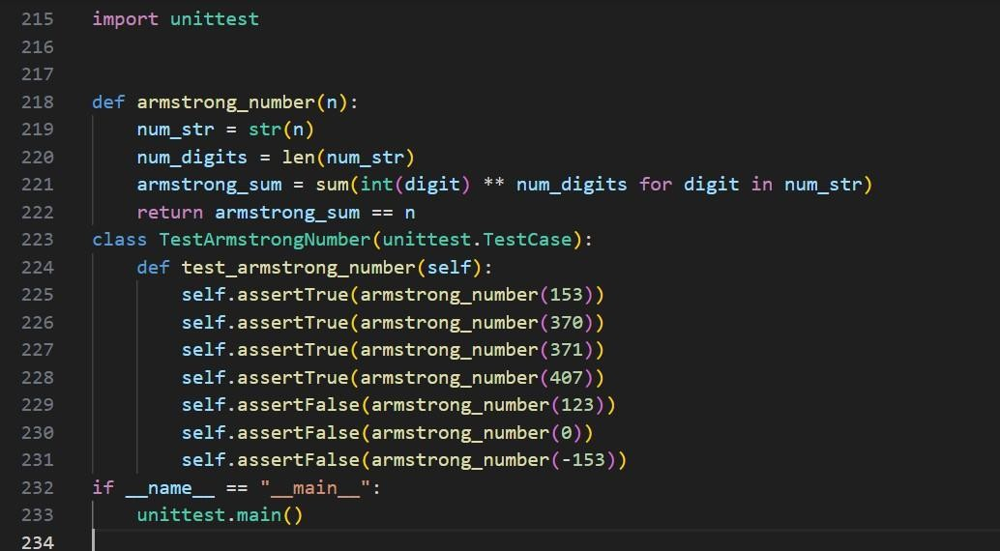 215 import unittest
216
217
218 def armstrong_number(n):
219     num_str = str(n)
220     num_digits = len(num_str)
221     armstrong_sum = sum(int(digit) ** num_digits for digit in num_str)
222     return armstrong_sum == n
223 class TestArmstrongNumber(unittest.TestCase):
224     def test_armstrong_number(self):
225         self.assertTrue(armstrong_number(153))
226         self.assertTrue(armstrong_number(370))
227         self.assertTrue(armstrong_number(371))
228         self.assertTrue(armstrong_number(407))
229         self.assertFalse(armstrong_number(123))
230         self.assertFalse(armstrong_number(0))
231         self.assertFalse(armstrong_number(-153))
232 if __name__ == "__main__":
233     unittest.main()
234